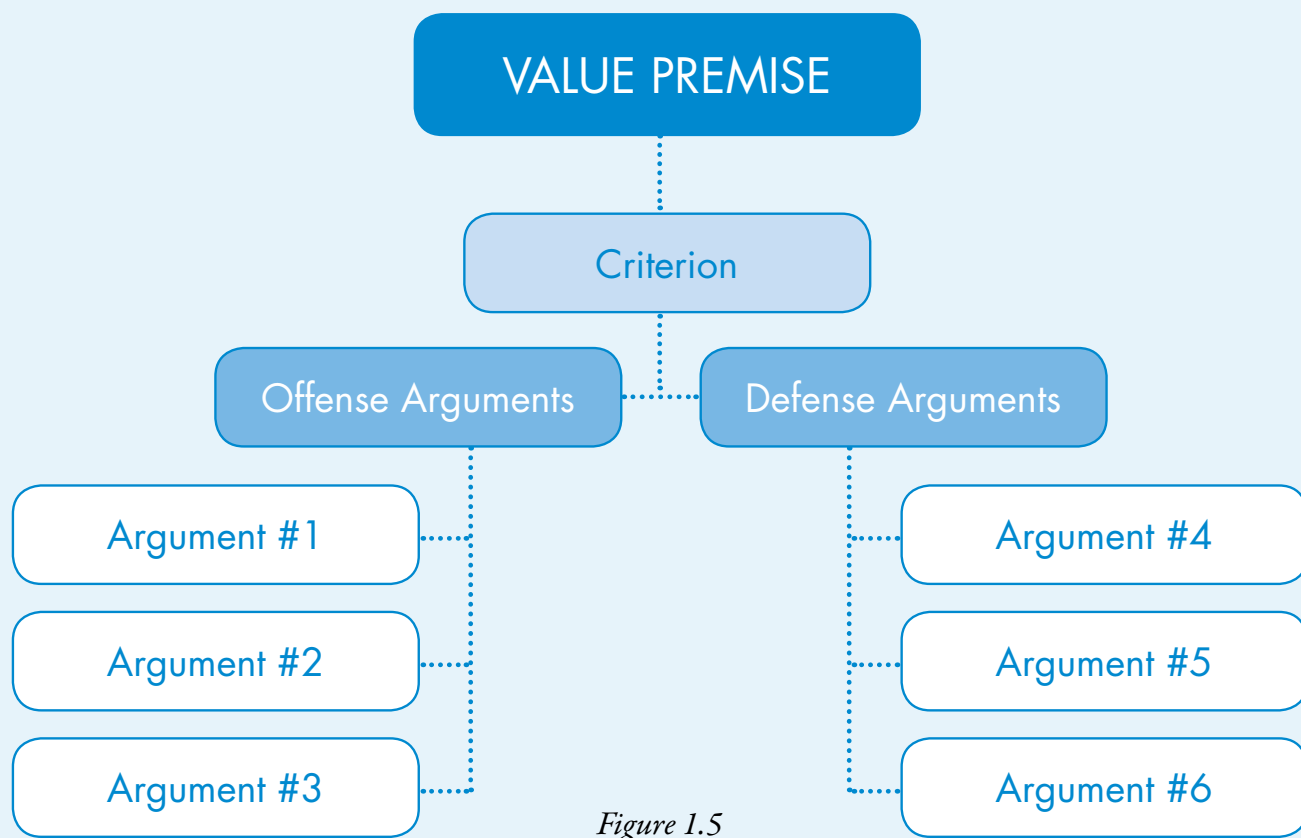 VALUE PREMISE
Criterion
Offense Arguments
Defense Arguments
Argument #1
Argument #4
Argument #2
Argument #5
Argument #3
Argument #6
Figure 1.5